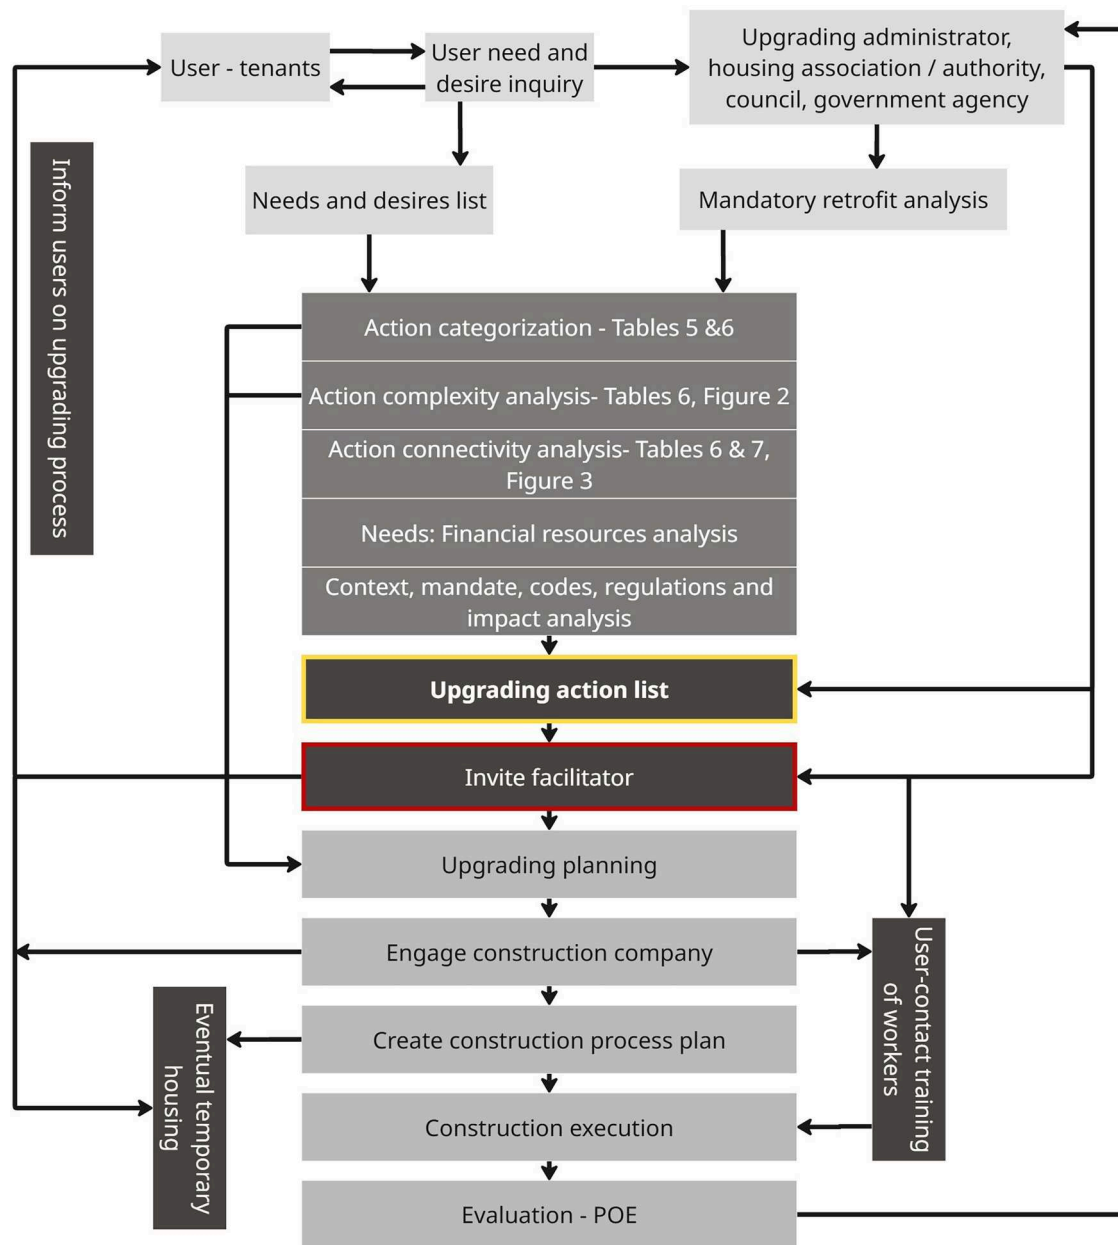 User - tenants
User need and
desire inquiry
Upgrading administrator,
housing association / authority,
council, government agency
Inform users on upgrading process
Needs and desires list
Mandatory retrofit analysis
Action categorization - Tables 5 &6
Action complexity analysis- Tables 6, Figure 2
Action connectivity analysis- Tables 6 & 7,
Figure 3
Needs: Financial resources analysis
Context, mandate, codes, regulations and
impact analysis
Upgrading action list
Invite facilitator
Upgrading planning
Engage construction company
User-contact training
of workers
Create construction process plan
Eventual temporary
housing
Construction execution
Evaluation - POE